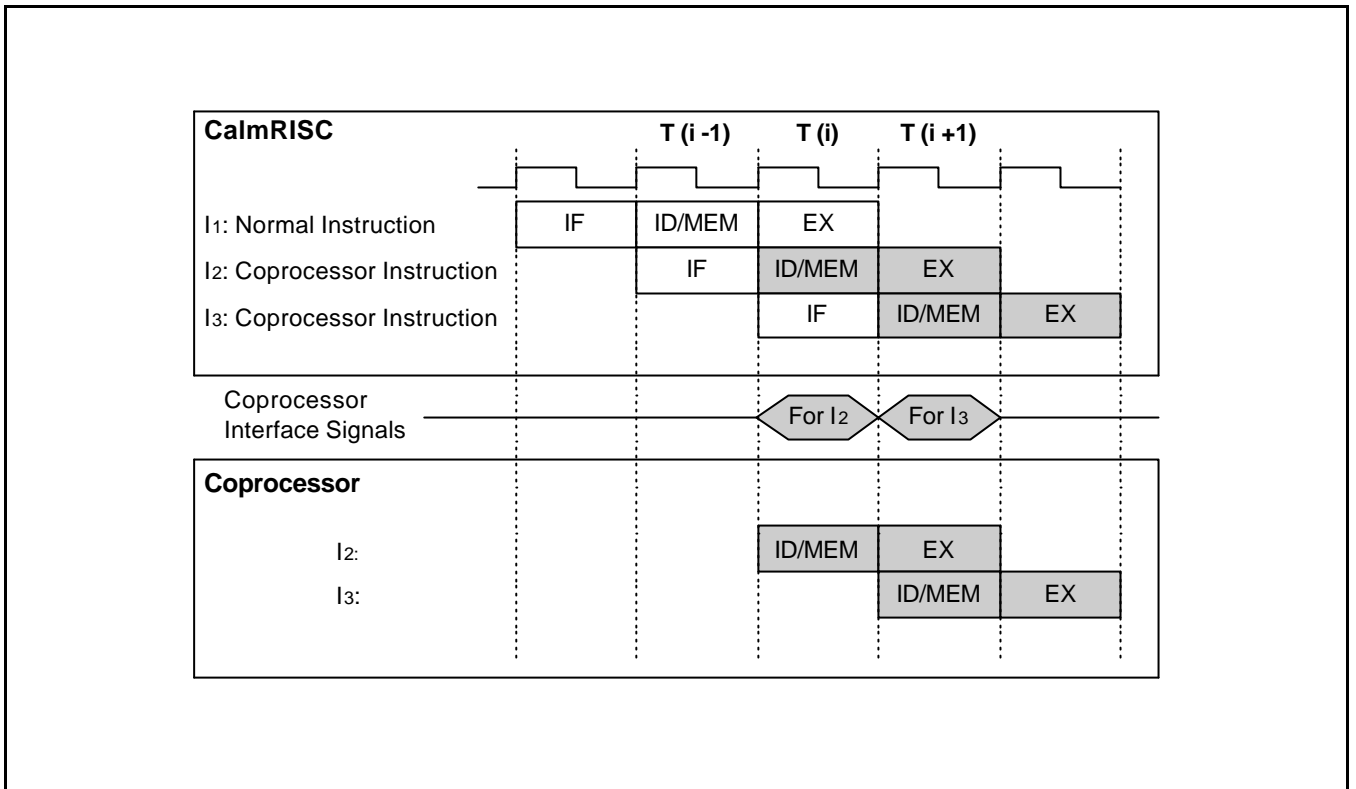 CalmRISC T (i -1) T (i) T (i +1)
I1: Normal Instruction IF ID/MEM EX
I2: Coprocessor Instruction IF ID/MEM EX
I3: Coprocessor Instruction IF ID/MEM EX
Coprocessor
Interface Signals For I2 For I3
Coprocessor
I2: ID/MEM EX
I3: ID/MEM EX